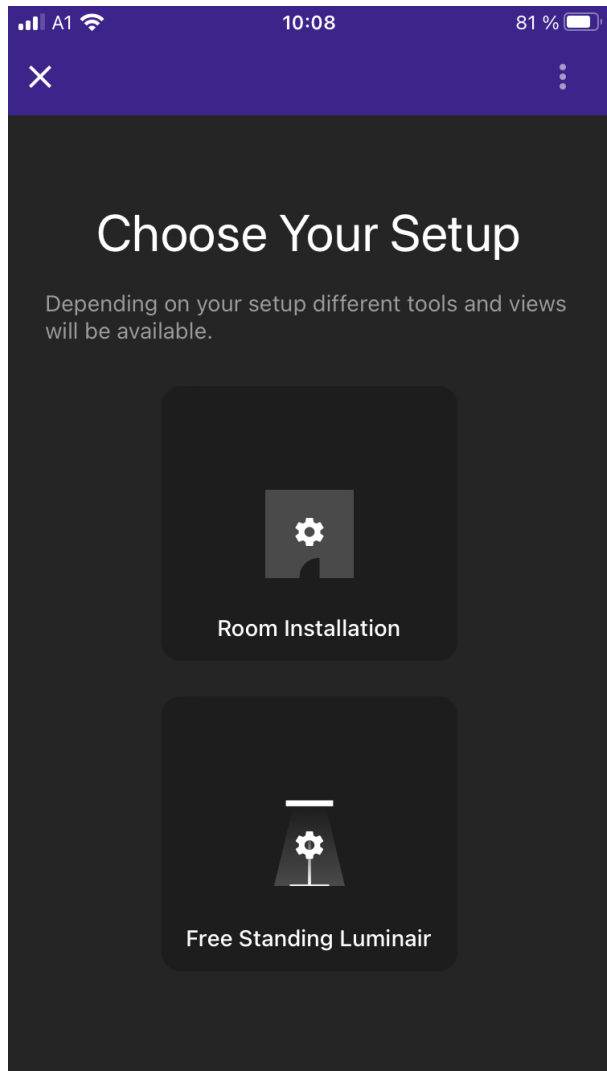 A1 10:08 81 %
Choose Your Setup
Depending on your setup different tools and views
will be available.
Room Installation
Free Standing Luminair